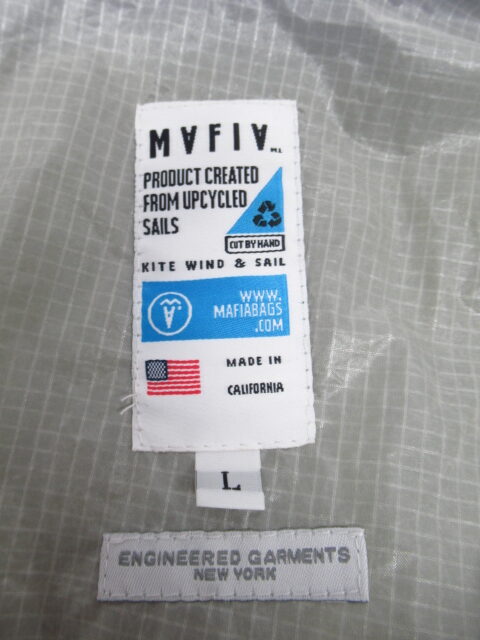 MAFIA
PRODUCT CREATED
FROM UPCYCLED
SAILS
CUT BY HAND
KITE WIND & SAIL
WWW.
MAFIABAGS
.COM
MADE IN
CALIFORNIA
L
ENGINEERED GARMENTS
NEW YORK